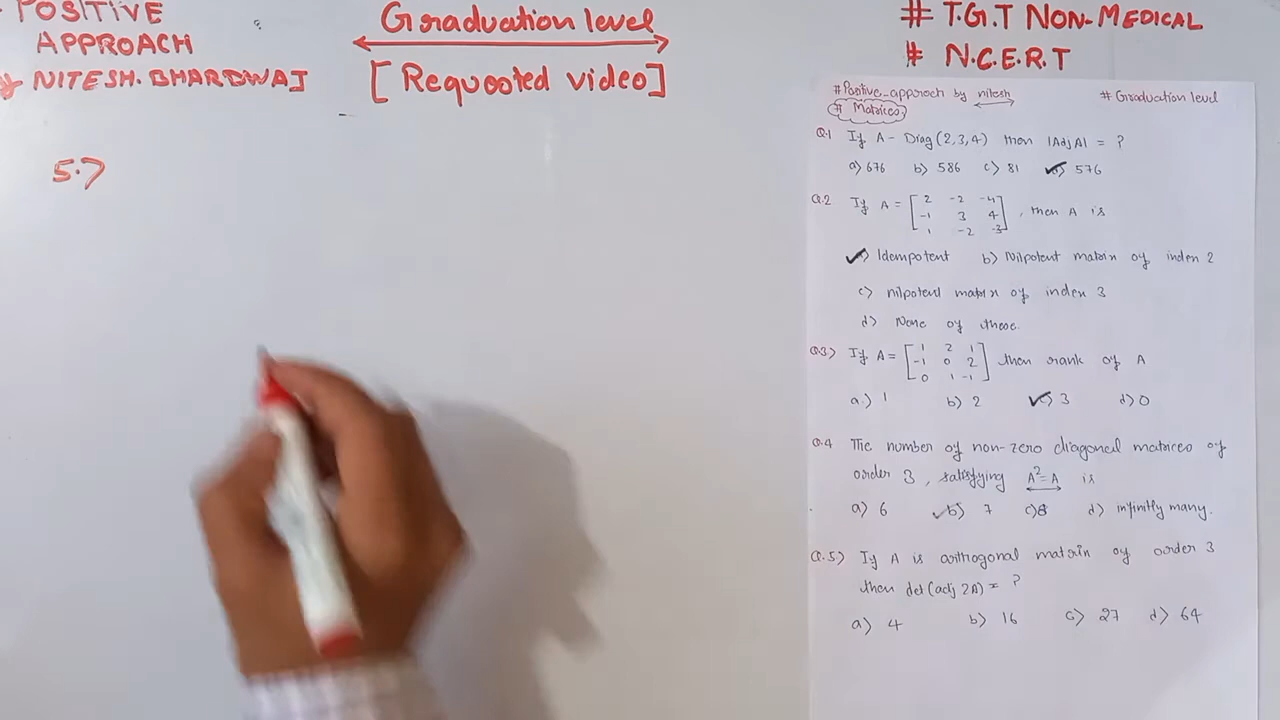 POSITIVE
APPROACH
NITESH. BHARDWAJ
Graduation level
[Requested video]
# T.G.T NON-MEDICAL
# N.C.E.R.T
5.7
#Positive_approch by nitesh
# Graduation level
# Matrices
Q.1 If A - Diag (2,3,4) then |AdjA| = ?
a) 676 b) 586 c) 81 d) 576
Q.2 If A = [2 -2 -4
-1 3 4
1 -2 -3], then A is
a) Idempotent b) Nilpotent matrix of index 2
c) nilpotent matrix of index 3
d) None of these.
Q.3) If A = [1 2 1
-1 0 2
0 1 -1] then rank of A
a.) 1 b) 2 c) 3 d) 0
Q.4 The number of non-zero diagonal matrices of
order 3, satisfying A²=A is
a) 6 b) 7 c) 8 d) infinitly many.
Q.5) If A is orthogonal matrix of order 3
then det(adj 2A) = ?
a) 4 b) 16 c) 27 d) 64